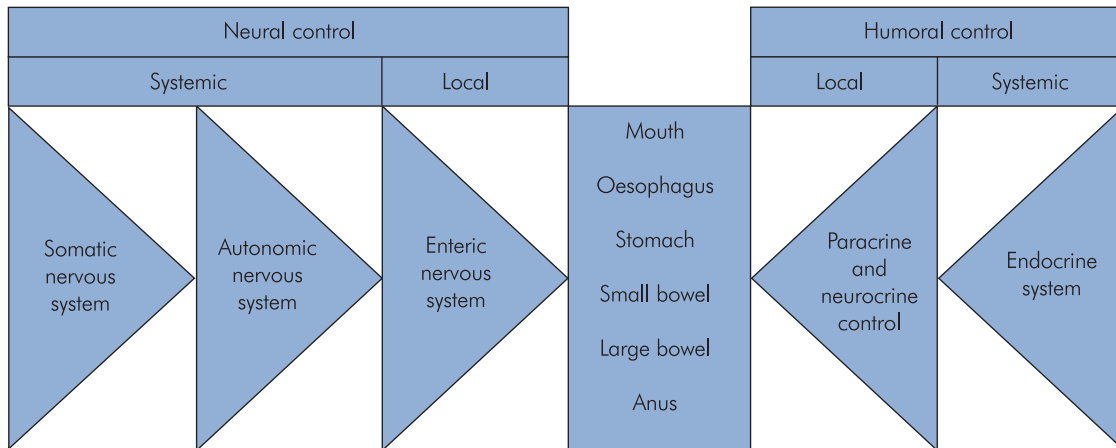 Neural control
Humoral control
Systemic
Local
Local
Systemic
Somatic
nervous
system
Autonomic
nervous
system
Enteric
nervous
system
Mouth
Oesophagus
Stomach
Small bowel
Large bowel
Anus
Paracrine
and
neurocrine
control
Endocrine
system